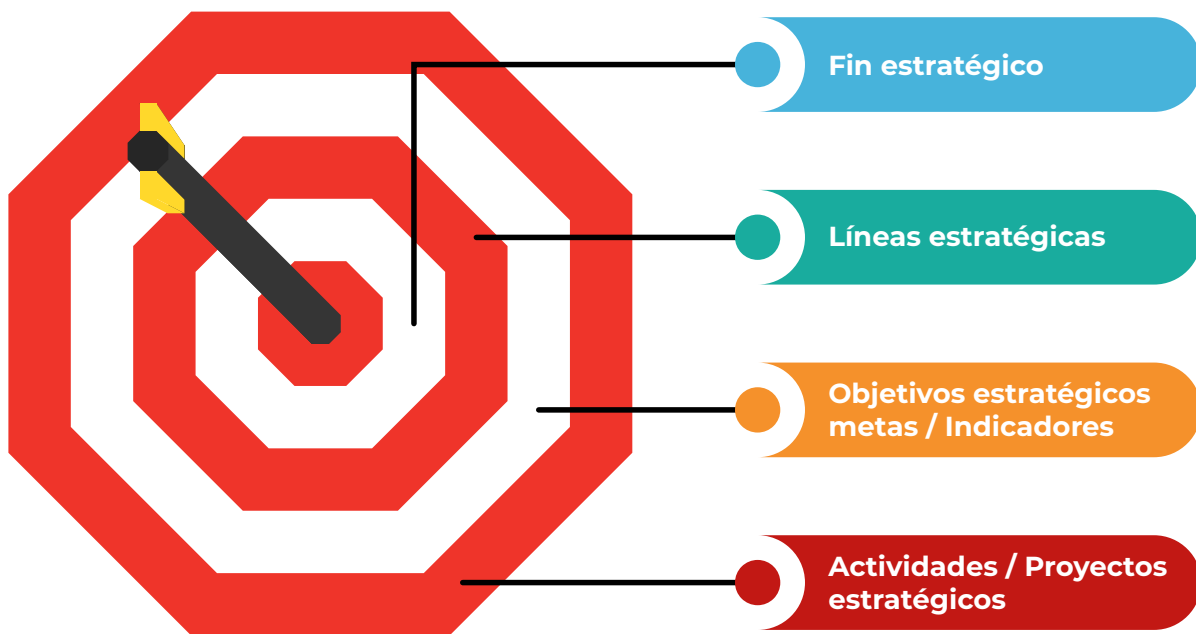 Fin estratégico
Líneas estratégicas
Objetivos estratégicos
metas / Indicadores
Actividades / Proyectos
estratégicos